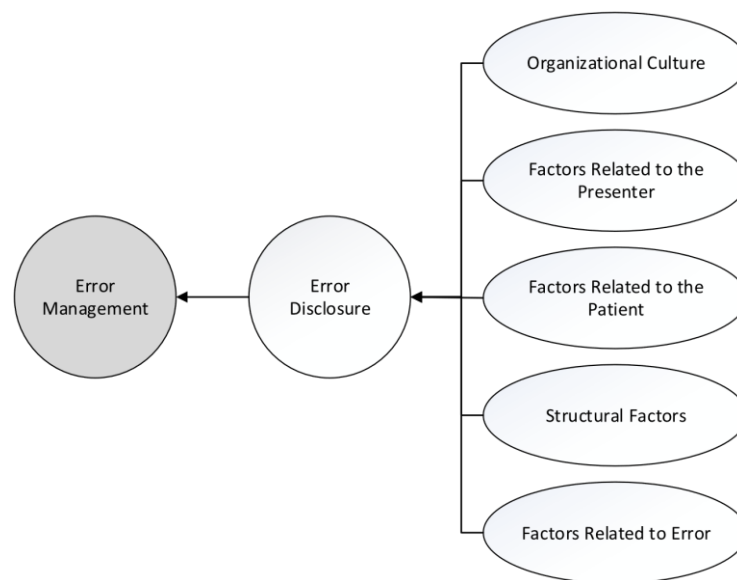 Organizational Culture
Factors Related to the
Presenter
Error
Management
Error
Disclosure
Factors Related to the
Patient
Structural Factors
Factors Related to Error